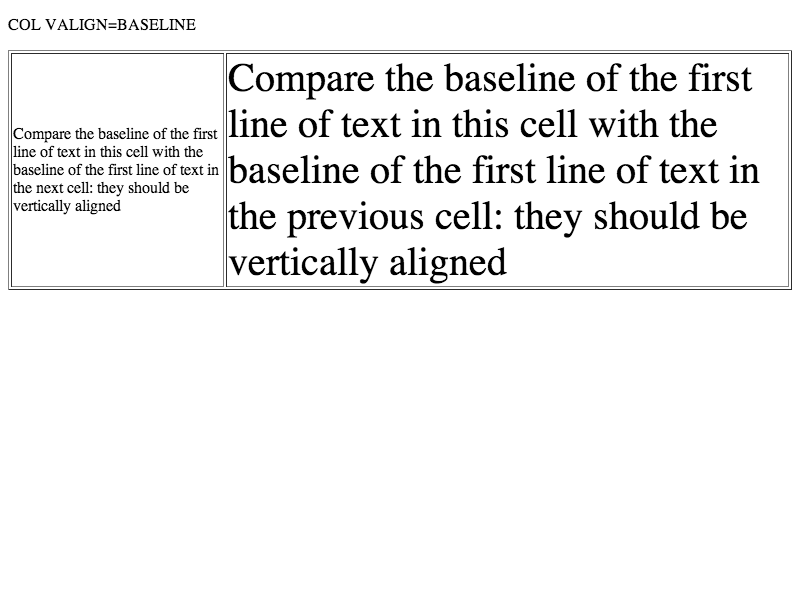 COL VALIGN=BASELINE
Compare the baseline of the first
line of text in this cell with the
baseline of the first line of text in
the next cell: they should be
vertically aligned
Compare the baseline of the first
line of text in this cell with the
baseline of the first line of text in
the previous cell: they should be
vertically aligned